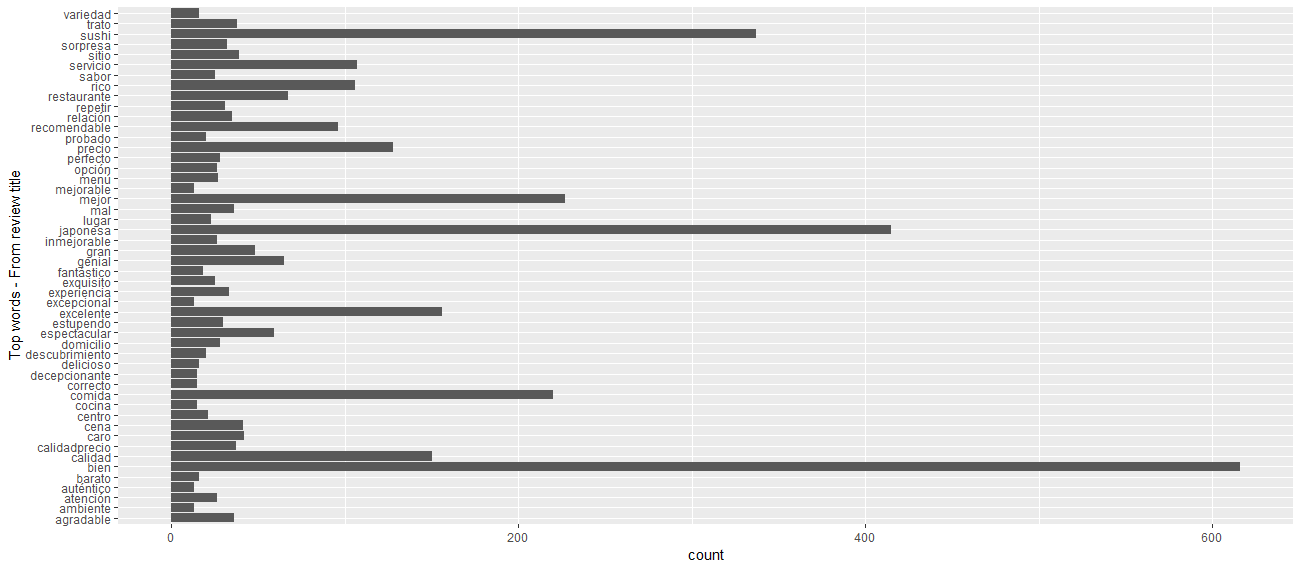 Top words - From review title
variedad
trato
sushi
sorpresa
sitio
servicio
sabor
rico
restaurante
repetir
relación
recomendable
probado
precio
perfecto
opción
menú
mejorable
mejor
mal
lugar
japonesa
inmejorable
gran
genial
fantástico
exquisito
experiencia
excepcional
excelente
estupendo
espectacular
domicilio
descubrimiento
delicioso
decepcionante
correcto
comida
cocina
centro
cena
caro
calidadprecio
calidad
bien
barato
auténtico
atención
ambiente
agradable
0 200 400 600
count